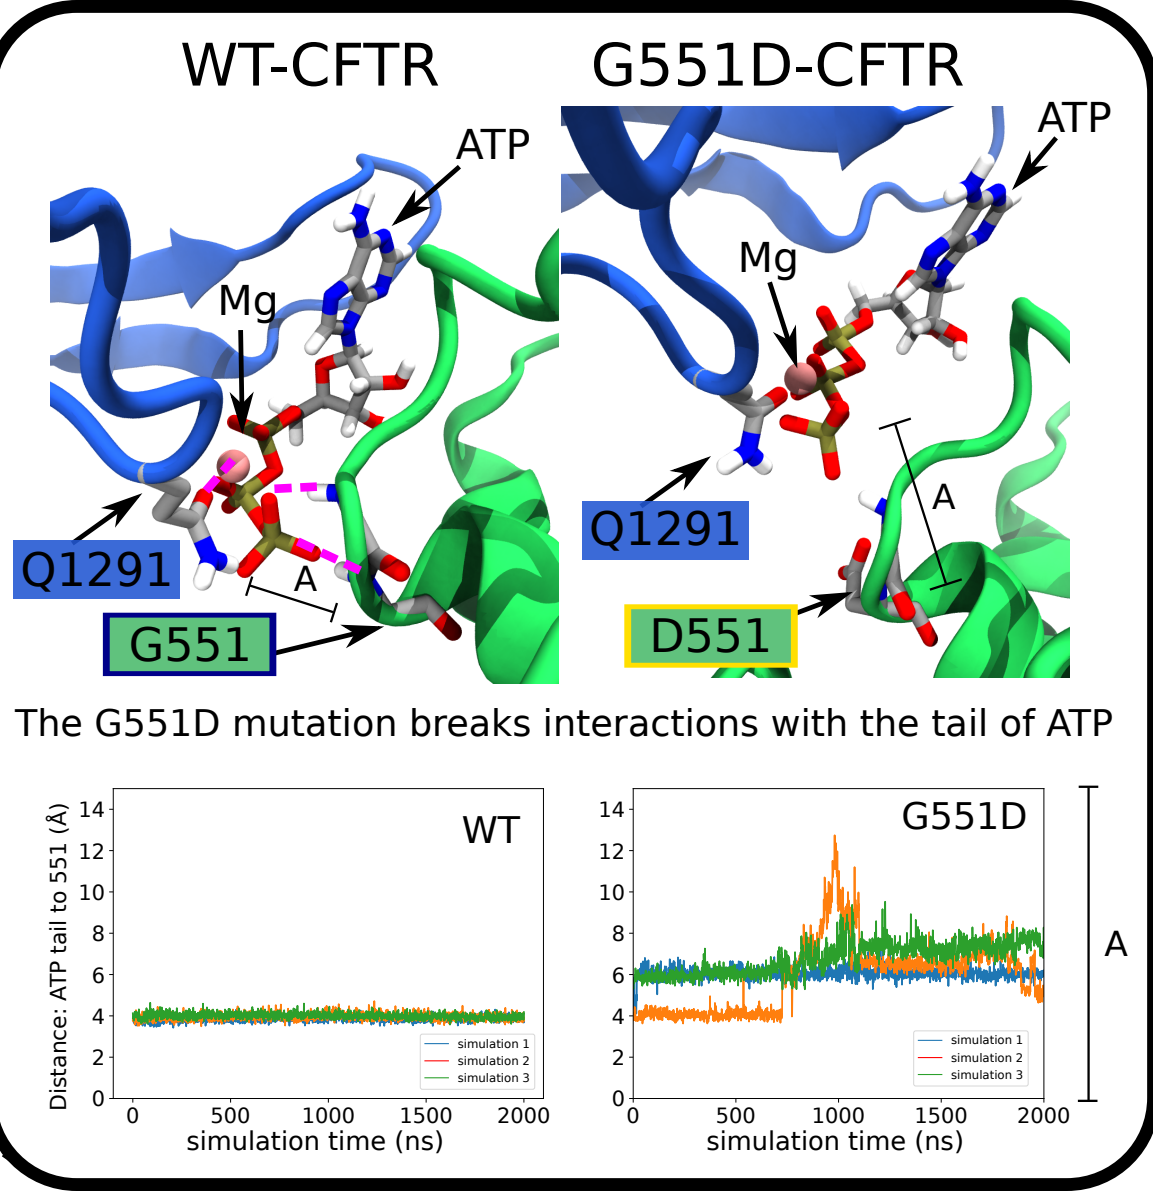 WT-CFTR
G551D-CFTR
ATP
Mg
Q1291
A
G551
ATP
Mg
Q1291
A
D551
The G551D mutation breaks interactions with the tail of ATP
Distance: ATP tail to 551 (Å)
14
12
10
8
6
4
2
0
WT
simulation 1
simulation 2
simulation 3
0 500 1000 1500 2000
simulation time (ns)
14
12
10
8
6
4
2
0
G551D
simulation 1
simulation 2
simulation 3
0 500 1000 1500 2000
simulation time (ns)
A